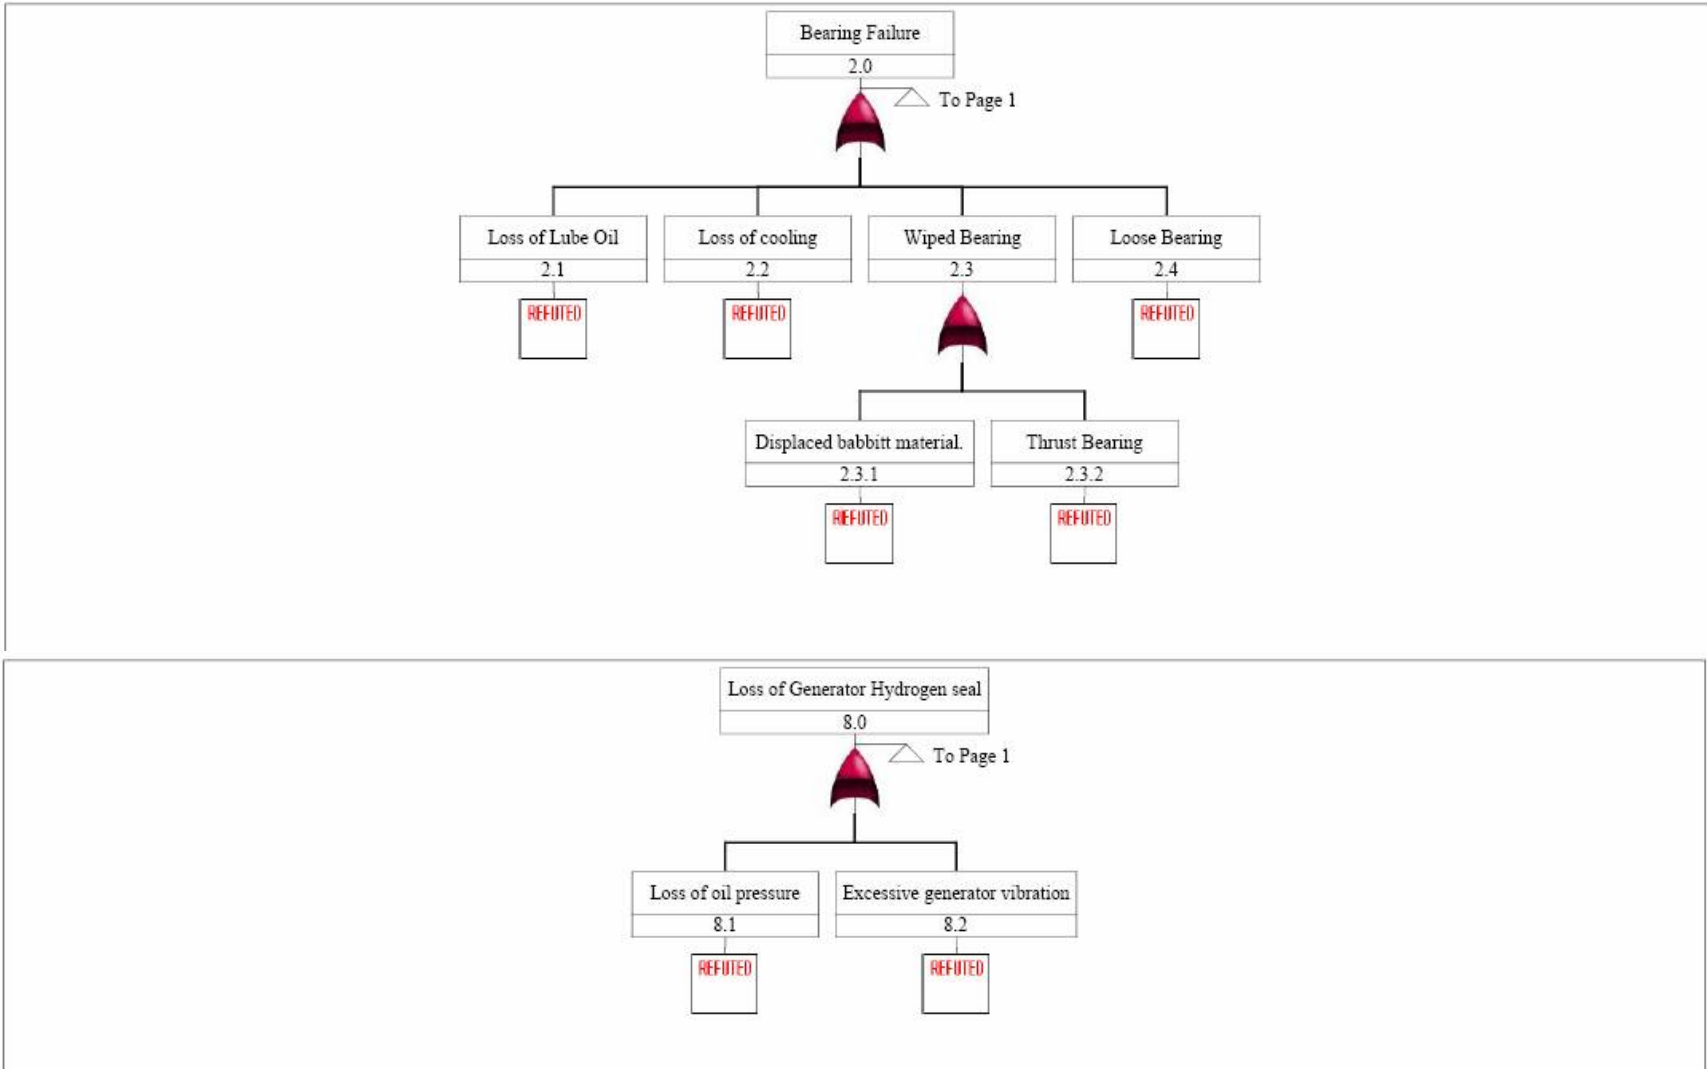 Bearing Failure
2.0
To Page 1
Loss of Lube Oil
2.1
REFUTED
Loss of cooling
2.2
REFUTED
Wiped Bearing
2.3
Loose Bearing
2.4
REFUTED
Displaced babbitt material.
2.3.1
REFUTED
Thrust Bearing
2.3.2
REFUTED
Loss of Generator Hydrogen seal
8.0
To Page 1
Loss of oil pressure
8.1
REFUTED
Excessive generator vibration
8.2
REFUTED